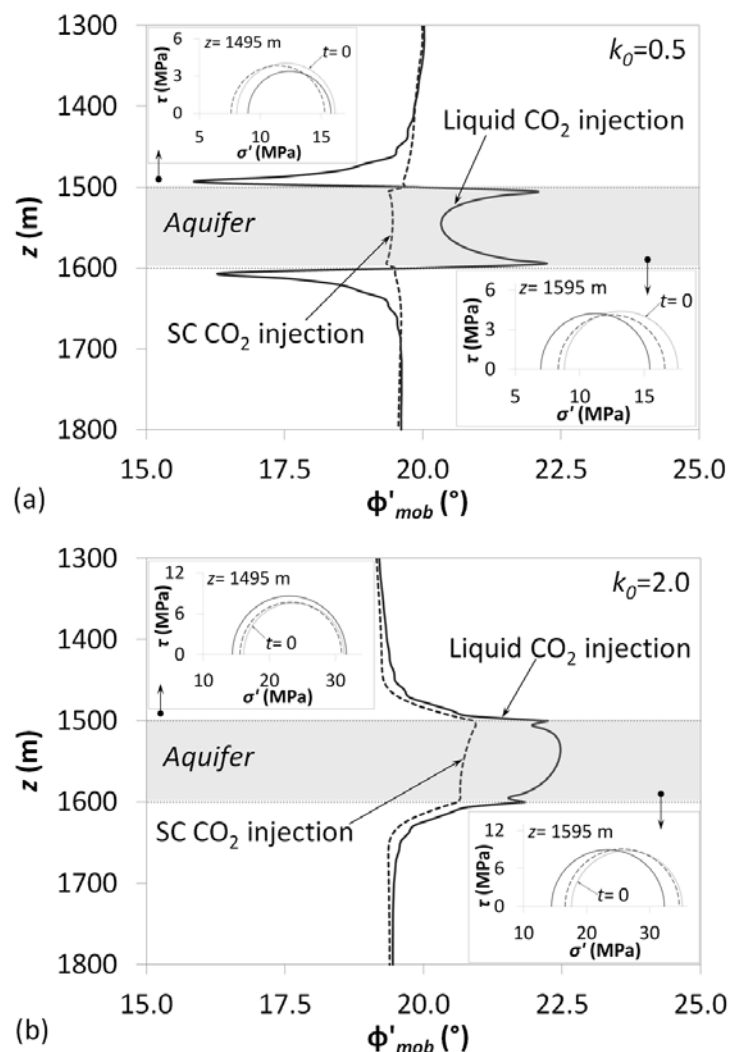 1300
1400
1500
1600
1700
1800
z (m)
6
3
0
τ (MPa)
z= 1495 m
t= 0
5 10 15
σ' (MPa)
k0=0.5
Liquid CO2 injection
Aquifer
SC CO2 injection
6
3
0
τ (MPa)
z= 1595 m
t= 0
5 10 15
σ' (MPa)
15.0 17.5 20.0 22.5 25.0
(a)
Φ'mob (°)
1300
1400
1500
1600
1700
1800
z (m)
12
6
0
τ (MPa)
z= 1495 m
t= 0
10 20 30
σ' (MPa)
k0=2.0
Liquid CO2 injection
Aquifer
SC CO2 injection
12
6
0
τ (MPa)
z= 1595 m
t= 0
10 20 30
σ' (MPa)
15.0 17.5 20.0 22.5 25.0
(b)
Φ'mob (°)